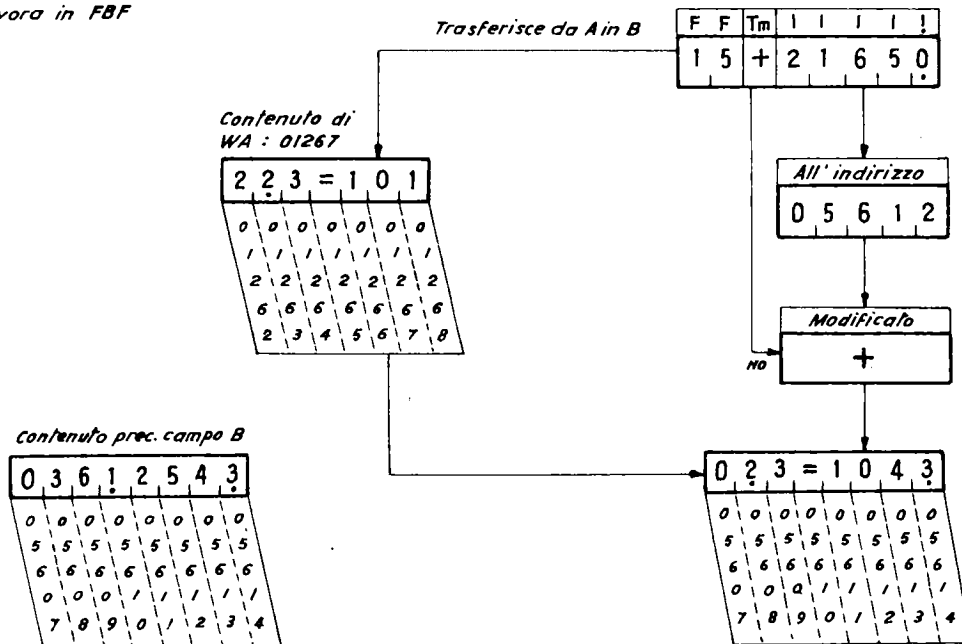 vora in FBF
Trasferisce da A in B
F F Tm I I I I I
1 5 + 2 1 6 5 0
Contenuto di
WA : 01267
2 2 3 = 1 0 1
0 0 0 0 0 0 0
1 1 1 1 1 1 1
2 2 2 2 2 2 2
6 6 6 6 6 6 6
2 3 4 5 6 7 8
All' indirizzo
0 5 6 1 2
Modificato
+
NO
Contenuto prec. campo B
0 3 6 1 2 5 4 3
0 0 0 0 0 0 0 0
5 5 5 5 5 5 5 5
6 6 6 6 6 6 6 6
0 0 0 1 1 1 1 1
7 8 9 0 1 2 3 4
0 2 3 = 1 0 4 3
0 0 0 0 0 0 0 0
5 5 5 5 5 5 5 5
6 6 6 6 6 6 6 6
0 0 0 1 1 1 1 1
7 8 9 0 1 2 3 4